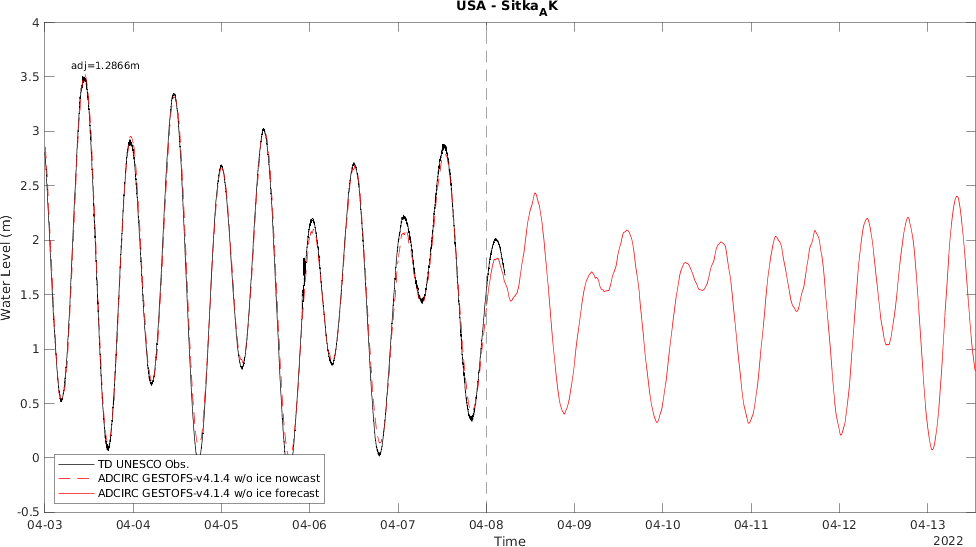 USA - Sitka_AK
4
adj=1.2866m
3.5
3
2.5
2
1.5
1
0.5
0
-0.5
Water Level (m)
TD UNESCO Obs.
ADCIRC GESTOFS-v4.1.4 w/o ice nowcast
ADCIRC GESTOFS-v4.1.4 w/o ice forecast
04-03 04-04 04-05 04-06 04-07 04-08 04-09 04-10 04-11 04-12 04-13
Time
2022